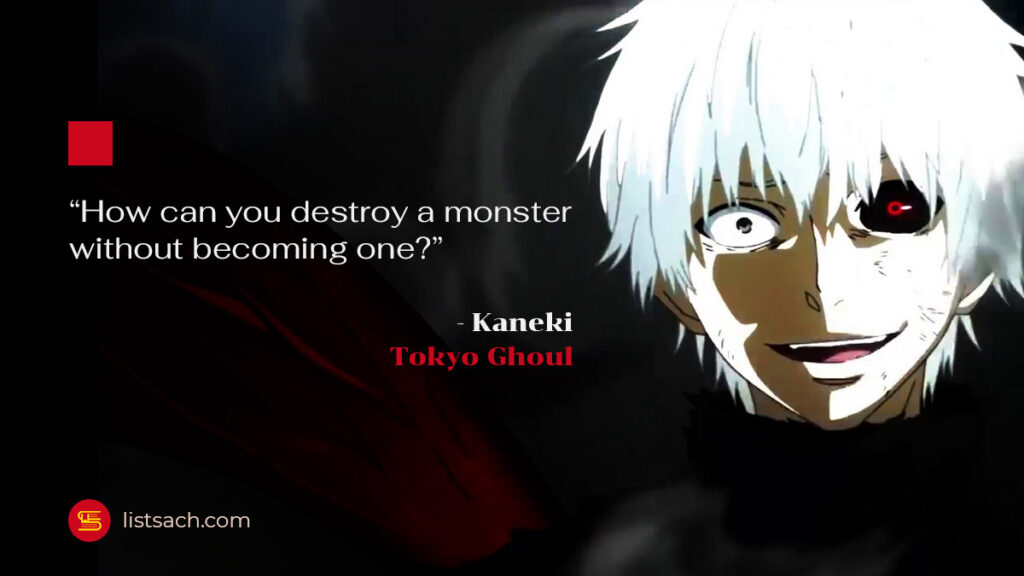 “How can you destroy a monster
without becoming one?”
- Kaneki
Tokyo Ghoul
listsach.com